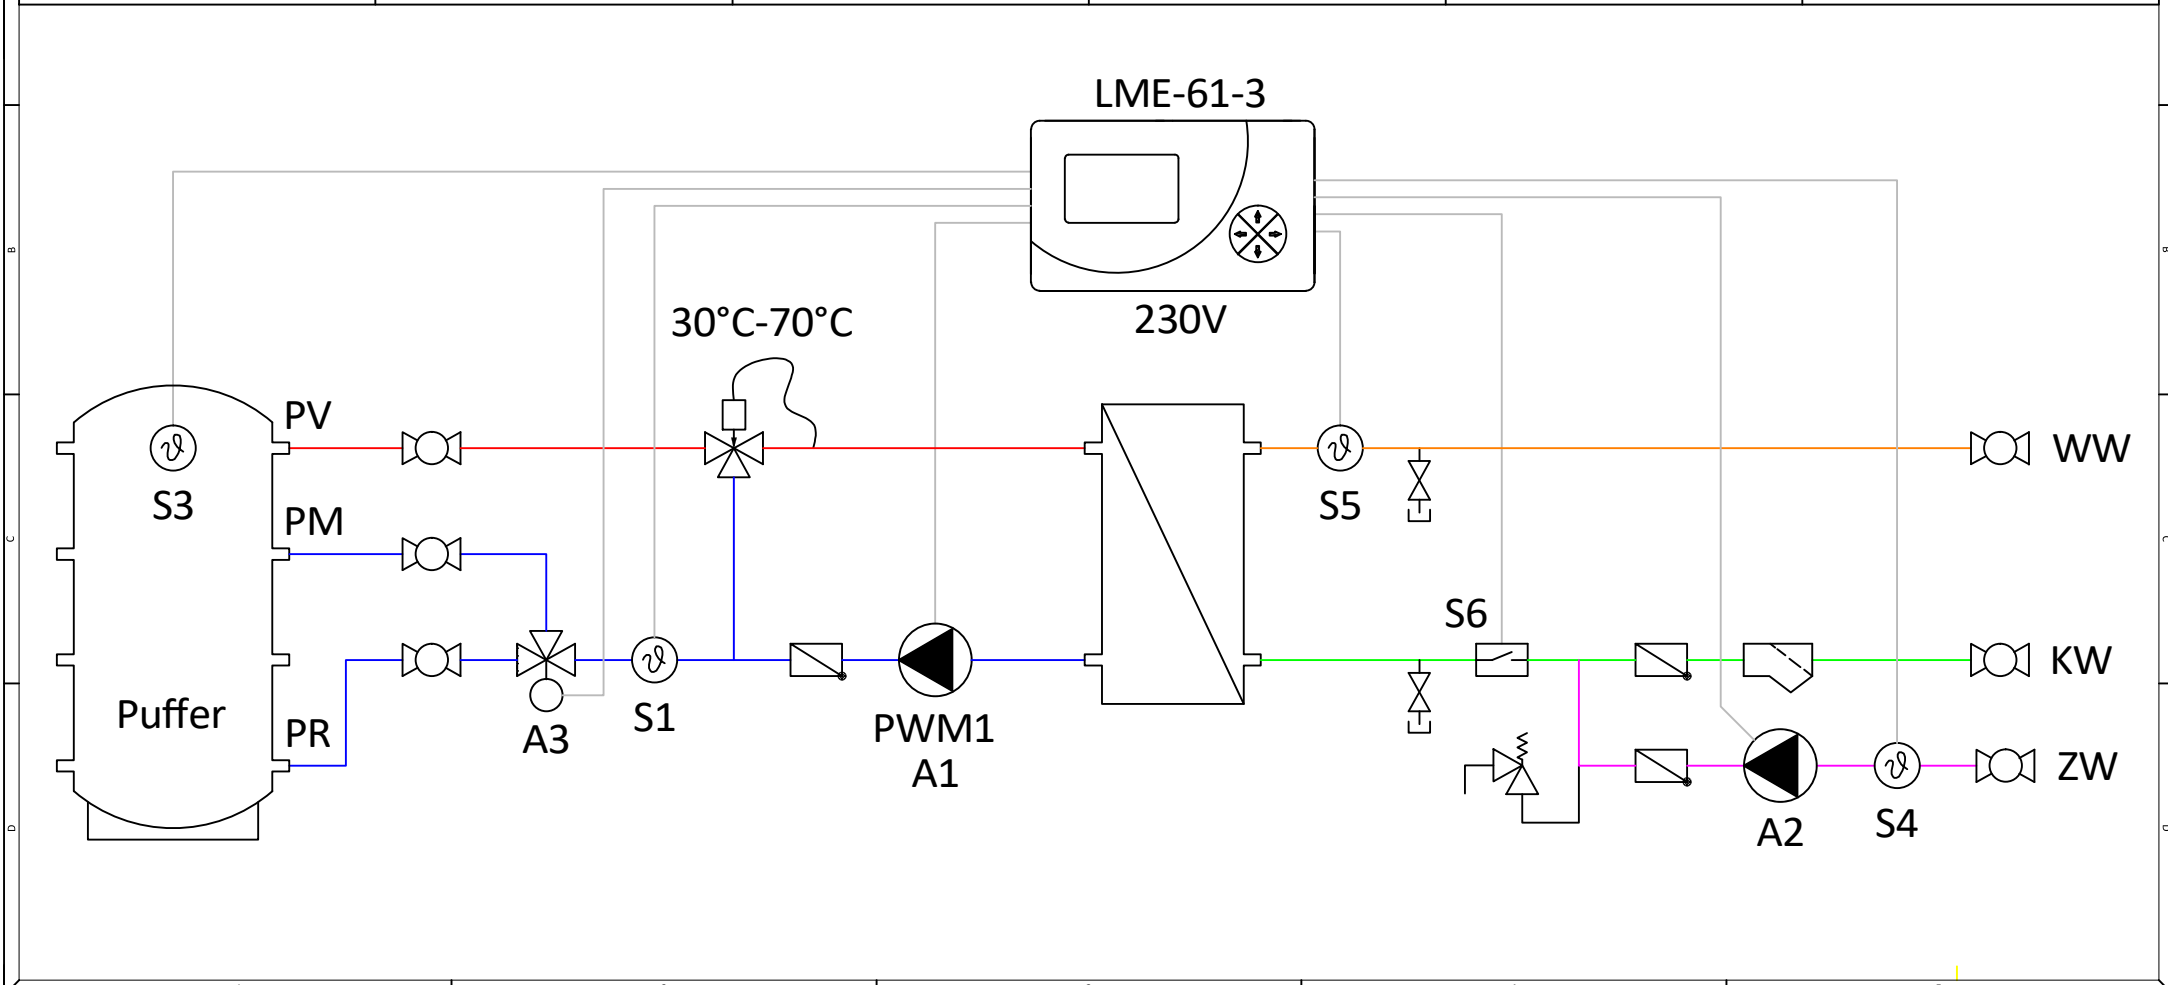 LME-61-3
230V
30°C-70°C
PV
S3
PM
Puffer
PR
A3
S1
PWM1
A1
S5
WW
S6
KW
ZW
A2
S4
B
C
D